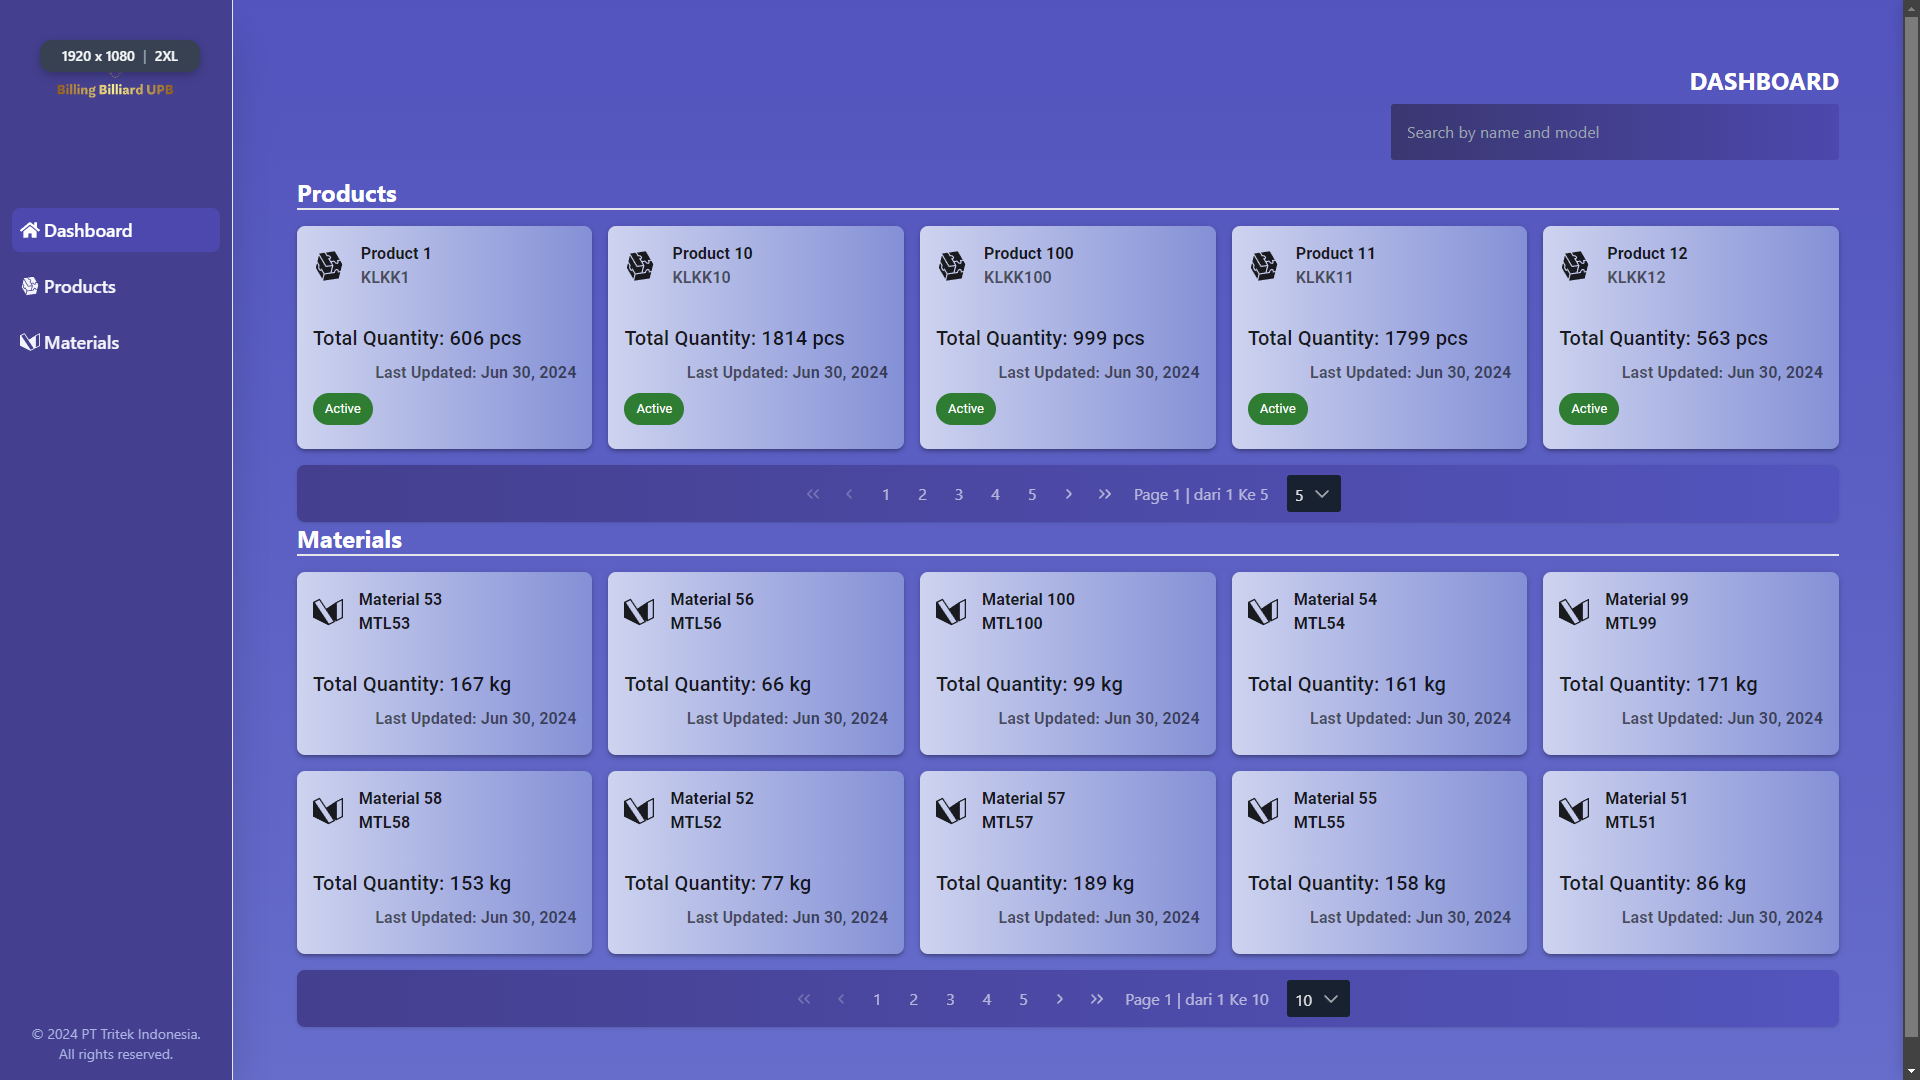 1920 x 1080 | 2XL
Billing Billiard UPB
Dashboard
Products
Materials
© 2024 PT Tritek Indonesia.
All rights reserved.
DASHBOARD
Search by name and model
Products
Product 1
KLKK1
Total Quantity: 606 pcs
Last Updated: Jun 30, 2024
Active
Product 10
KLKK10
Total Quantity: 1814 pcs
Last Updated: Jun 30, 2024
Active
Product 100
KLKK100
Total Quantity: 999 pcs
Last Updated: Jun 30, 2024
Active
Product 11
KLKK11
Total Quantity: 1799 pcs
Last Updated: Jun 30, 2024
Active
Product 12
KLKK12
Total Quantity: 563 pcs
Last Updated: Jun 30, 2024
Active
1 2 3 4 5 Page 1 | dari 1 Ke 5 5
Materials
Material 53
MTL53
Total Quantity: 167 kg
Last Updated: Jun 30, 2024
Material 56
MTL56
Total Quantity: 66 kg
Last Updated: Jun 30, 2024
Material 100
MTL100
Total Quantity: 99 kg
Last Updated: Jun 30, 2024
Material 54
MTL54
Total Quantity: 161 kg
Last Updated: Jun 30, 2024
Material 99
MTL99
Total Quantity: 171 kg
Last Updated: Jun 30, 2024
Material 58
MTL58
Total Quantity: 153 kg
Last Updated: Jun 30, 2024
Material 52
MTL52
Total Quantity: 77 kg
Last Updated: Jun 30, 2024
Material 57
MTL57
Total Quantity: 189 kg
Last Updated: Jun 30, 2024
Material 55
MTL55
Total Quantity: 158 kg
Last Updated: Jun 30, 2024
Material 51
MTL51
Total Quantity: 86 kg
Last Updated: Jun 30, 2024
1 2 3 4 5 Page 1 | dari 1 Ke 10 10